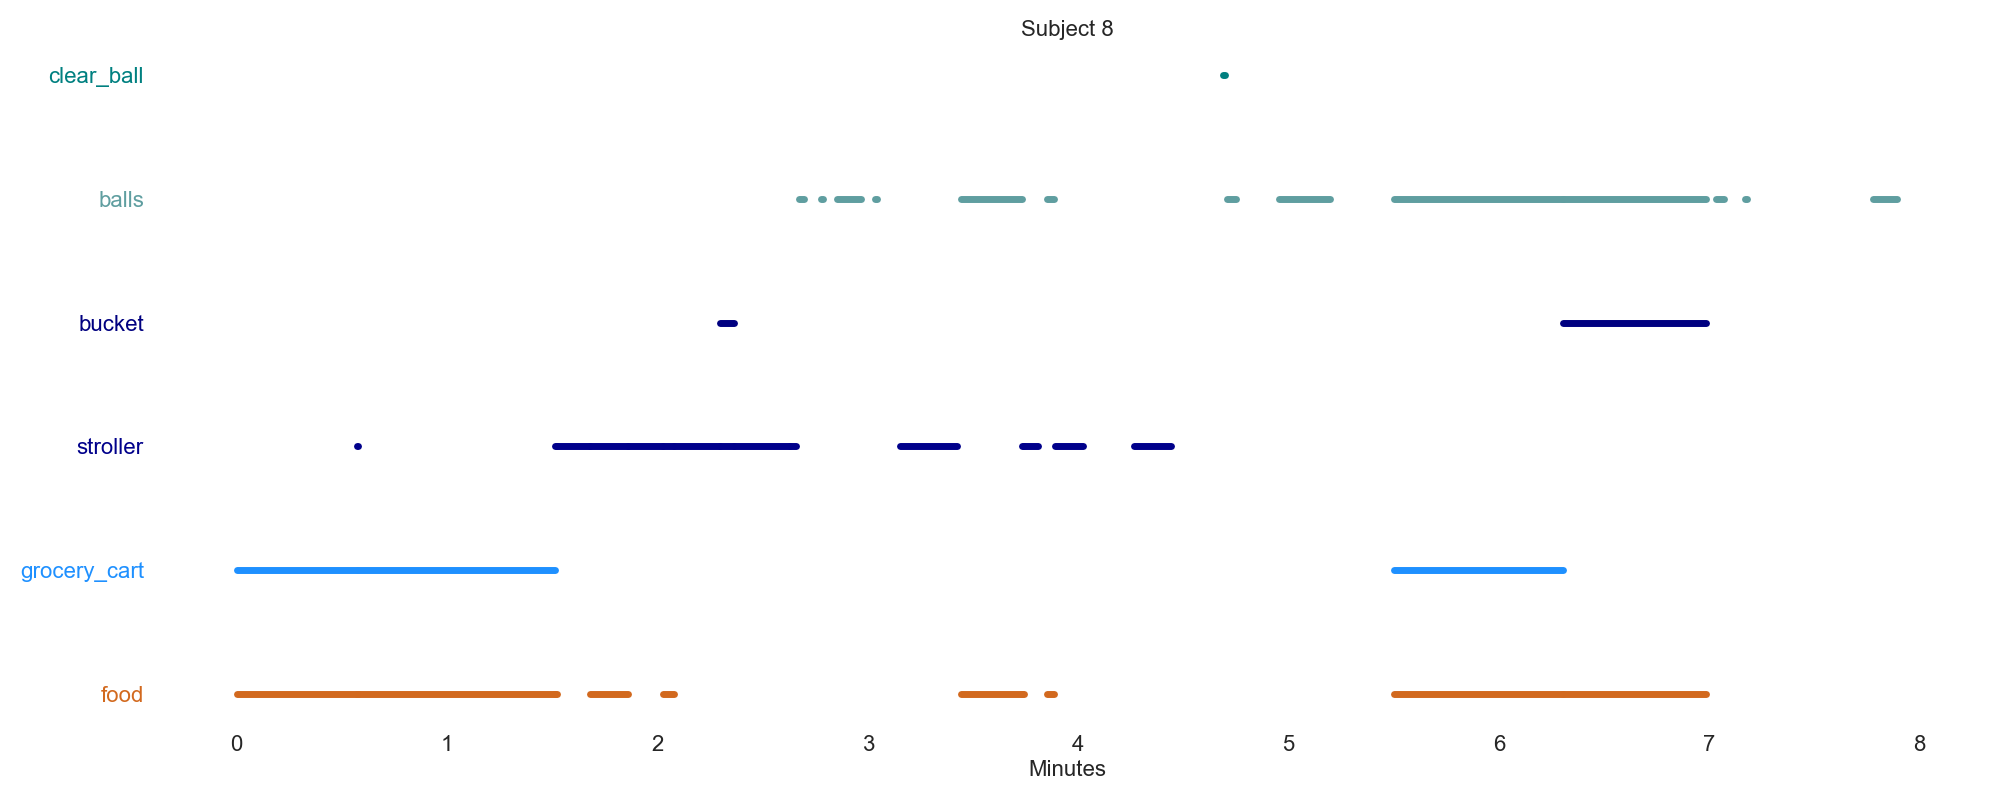 Subject 8
clear_ball
balls
bucket
stroller
grocery_cart
food
0 1 2 3 4 5 6 7 8
Minutes